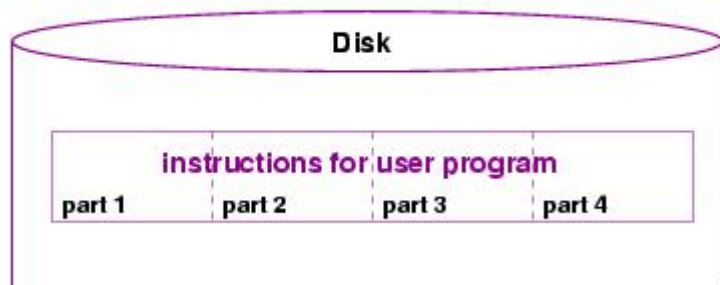 Disk
instructions for user program
part 1 part 2 part 3 part 4